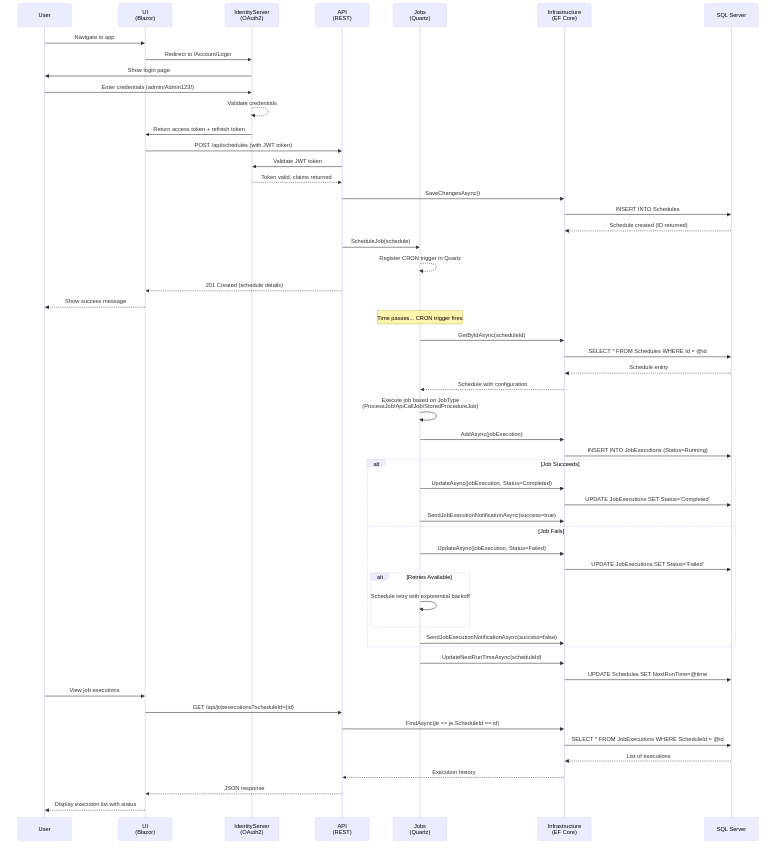 User
UI
(Blazor)
IdentityServer
(OAuth2)
API
(REST)
Jobs
(Quartz)
Infrastructure
(EF Core)
SQL Server
Navigate to app
Redirect to /Account/Login
Show login page
Enter credentials (admin/Admin123!)
Validate credentials
Return access token + refresh token
POST /api/schedules (with JWT token)
Validate JWT token
Token valid, claims returned
SaveChangesAsync()
INSERT INTO Schedules
Schedule created (ID returned)
ScheduleJob(schedule)
Register CRON trigger in Quartz
201 Created (schedule details)
Show success message
Time passes... CRON trigger fires
GetByIdAsync(scheduleId)
SELECT * FROM Schedules WHERE Id = @id
Schedule entity
Schedule with configuration
Execute job based on JobType
(ProcessJob/ApiCallJob/StoredProcedureJob)
AddAsync(jobExecution)
INSERT INTO JobExecutions (Status=Running)
alt
[Job Succeeds]
UpdateAsync(jobExecution, Status=Completed)
UPDATE JobExecutions SET Status='Completed'
SendJobExecutionNotificationAsync(success=true)
[Job Fails]
UpdateAsync(jobExecution, Status=Failed)
UPDATE JobExecutions SET Status='Failed'
alt
[Retries Available]
Schedule retry with exponential backoff
SendJobExecutionNotificationAsync(success=false)
UpdateNextRunTimeAsync(scheduleId)
UPDATE Schedules SET NextRunTime=@time
View job executions
GET /api/jobexecutions?scheduleId={id}
FindAsync(je => je.ScheduleId == id)
SELECT * FROM JobExecutions WHERE ScheduleId = @id
List of executions
Execution history
JSON response
Display execution list with status
User
UI
(Blazor)
IdentityServer
(OAuth2)
API
(REST)
Jobs
(Quartz)
Infrastructure
(EF Core)
SQL Server